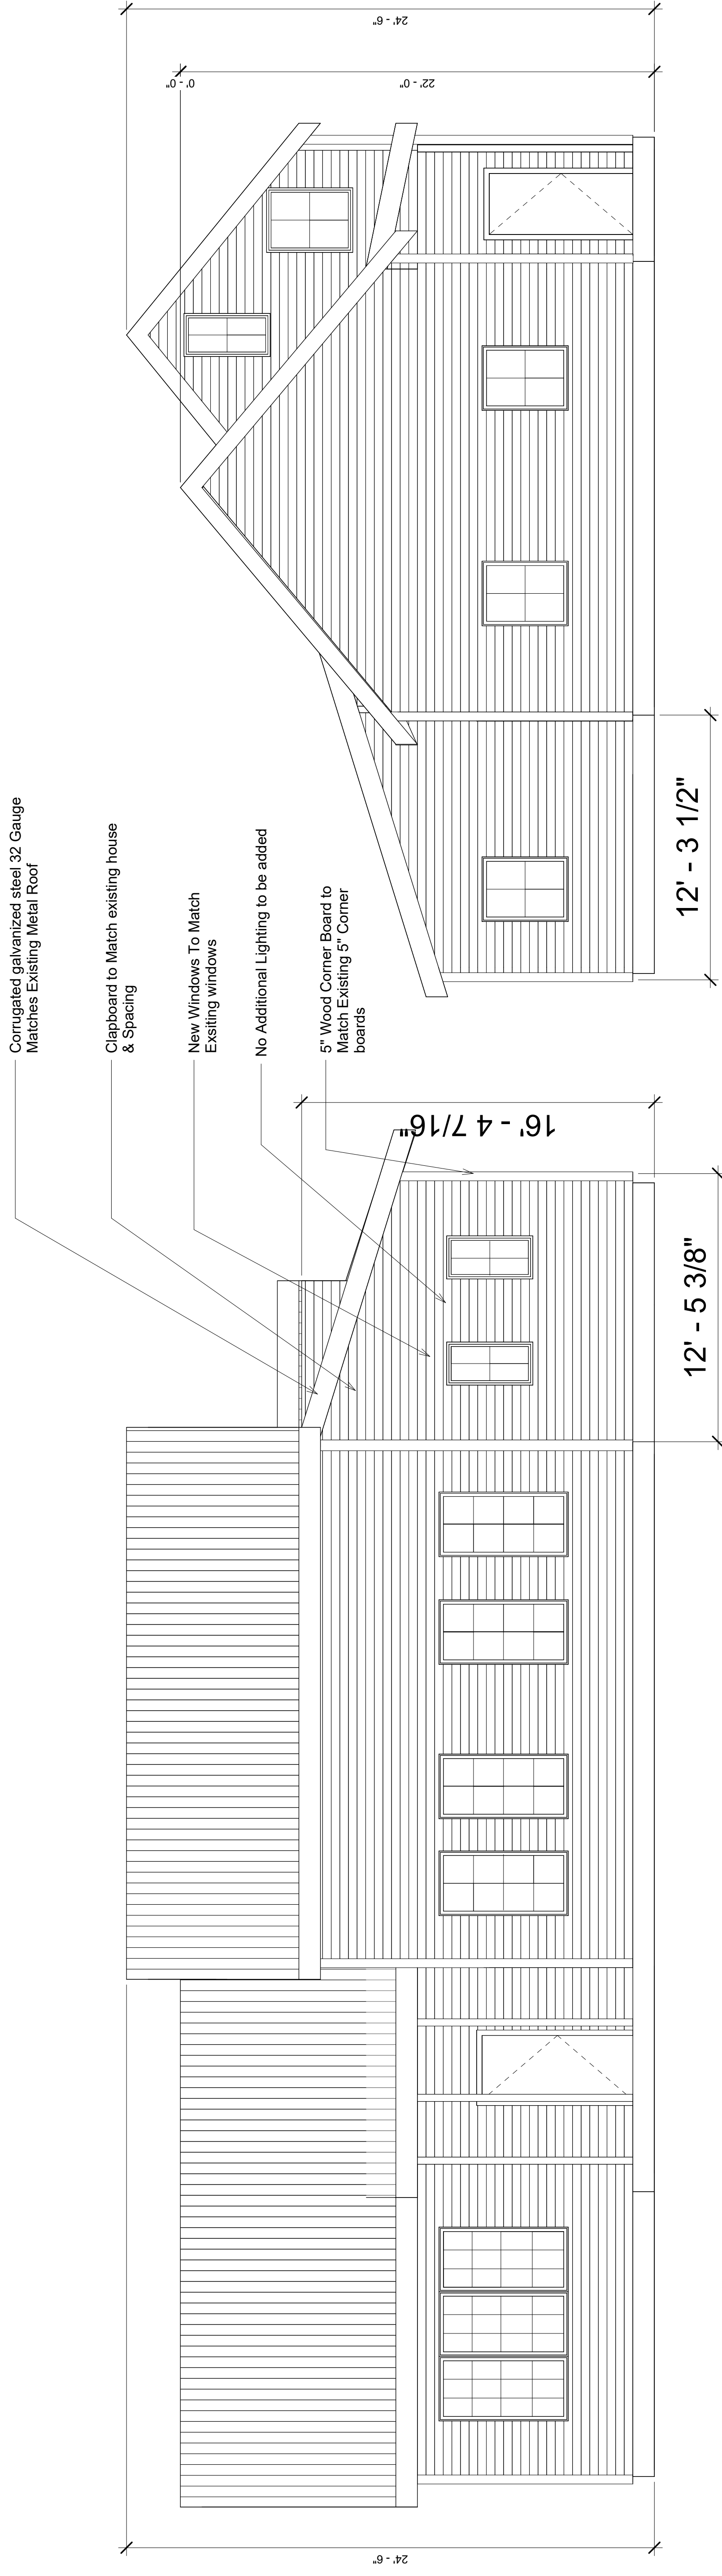 Corrugated galvanized steel 32 Gauge
Matches Existing Metal Roof
Clapboard to Match existing house
& Spacing
New Windows To Match
Exsiting windows
No Additional Lighting to be added
5" Wood Corner Board to
Match Existing 5" Corner
boards
24' - 6"
16' - 4 7/16"
12' - 5 3/8"
24' - 6"
22' - 0"
0' - 0"
12' - 3 1/2"